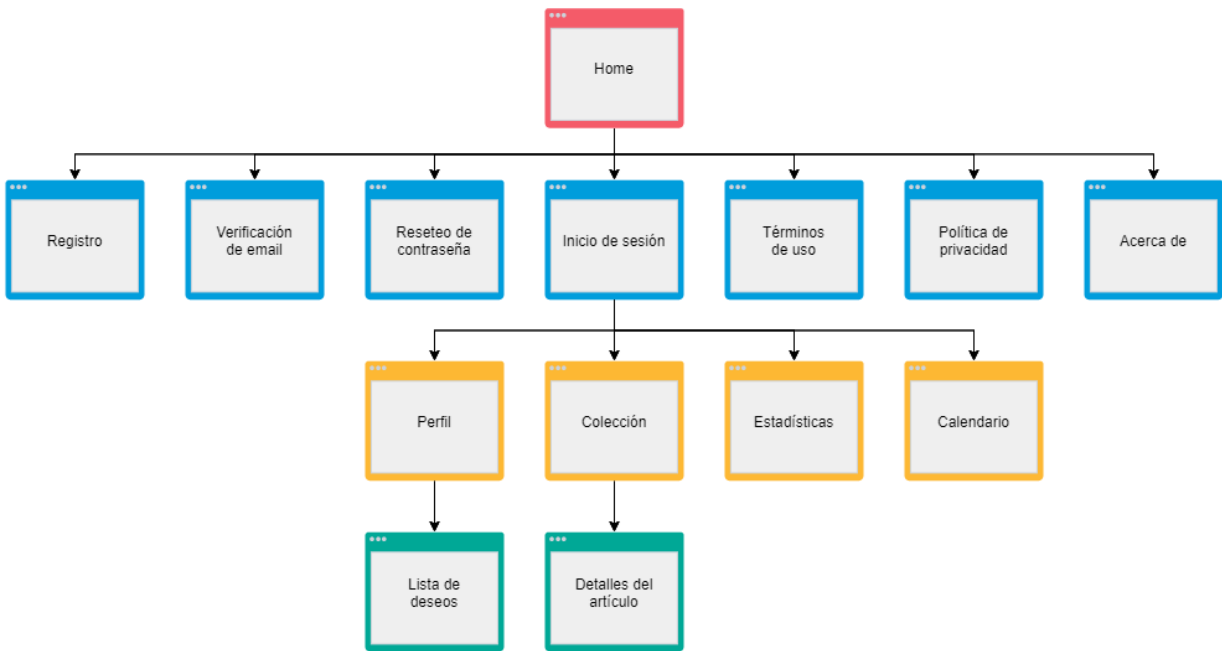 Home
Registro
Verificación
de email
Reseteo de
contraseña
Inicio de sesión
Términos
de uso
Política de
privacidad
Acerca de
Perfil
Colección
Estadísticas
Calendario
Lista de
deseos
Detalles del
artículo